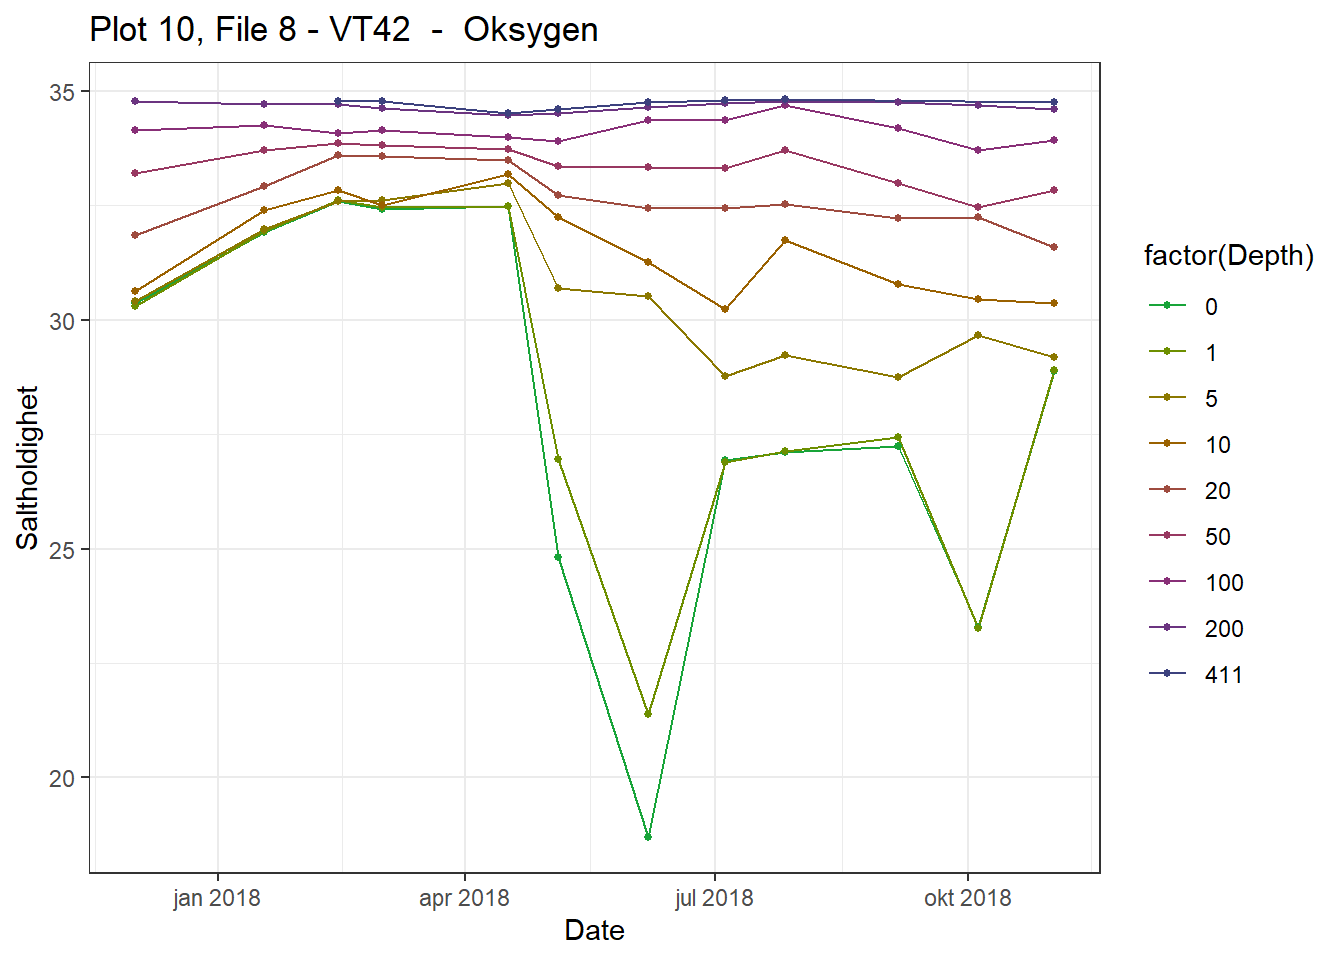 Plot 10, File 8 - VT42  -  Oksygen
Saltholdighet
35
30
25
20
jan 2018
apr 2018
jul 2018
okt 2018
Date
factor(Depth)
0
1
5
10
20
50
100
200
411